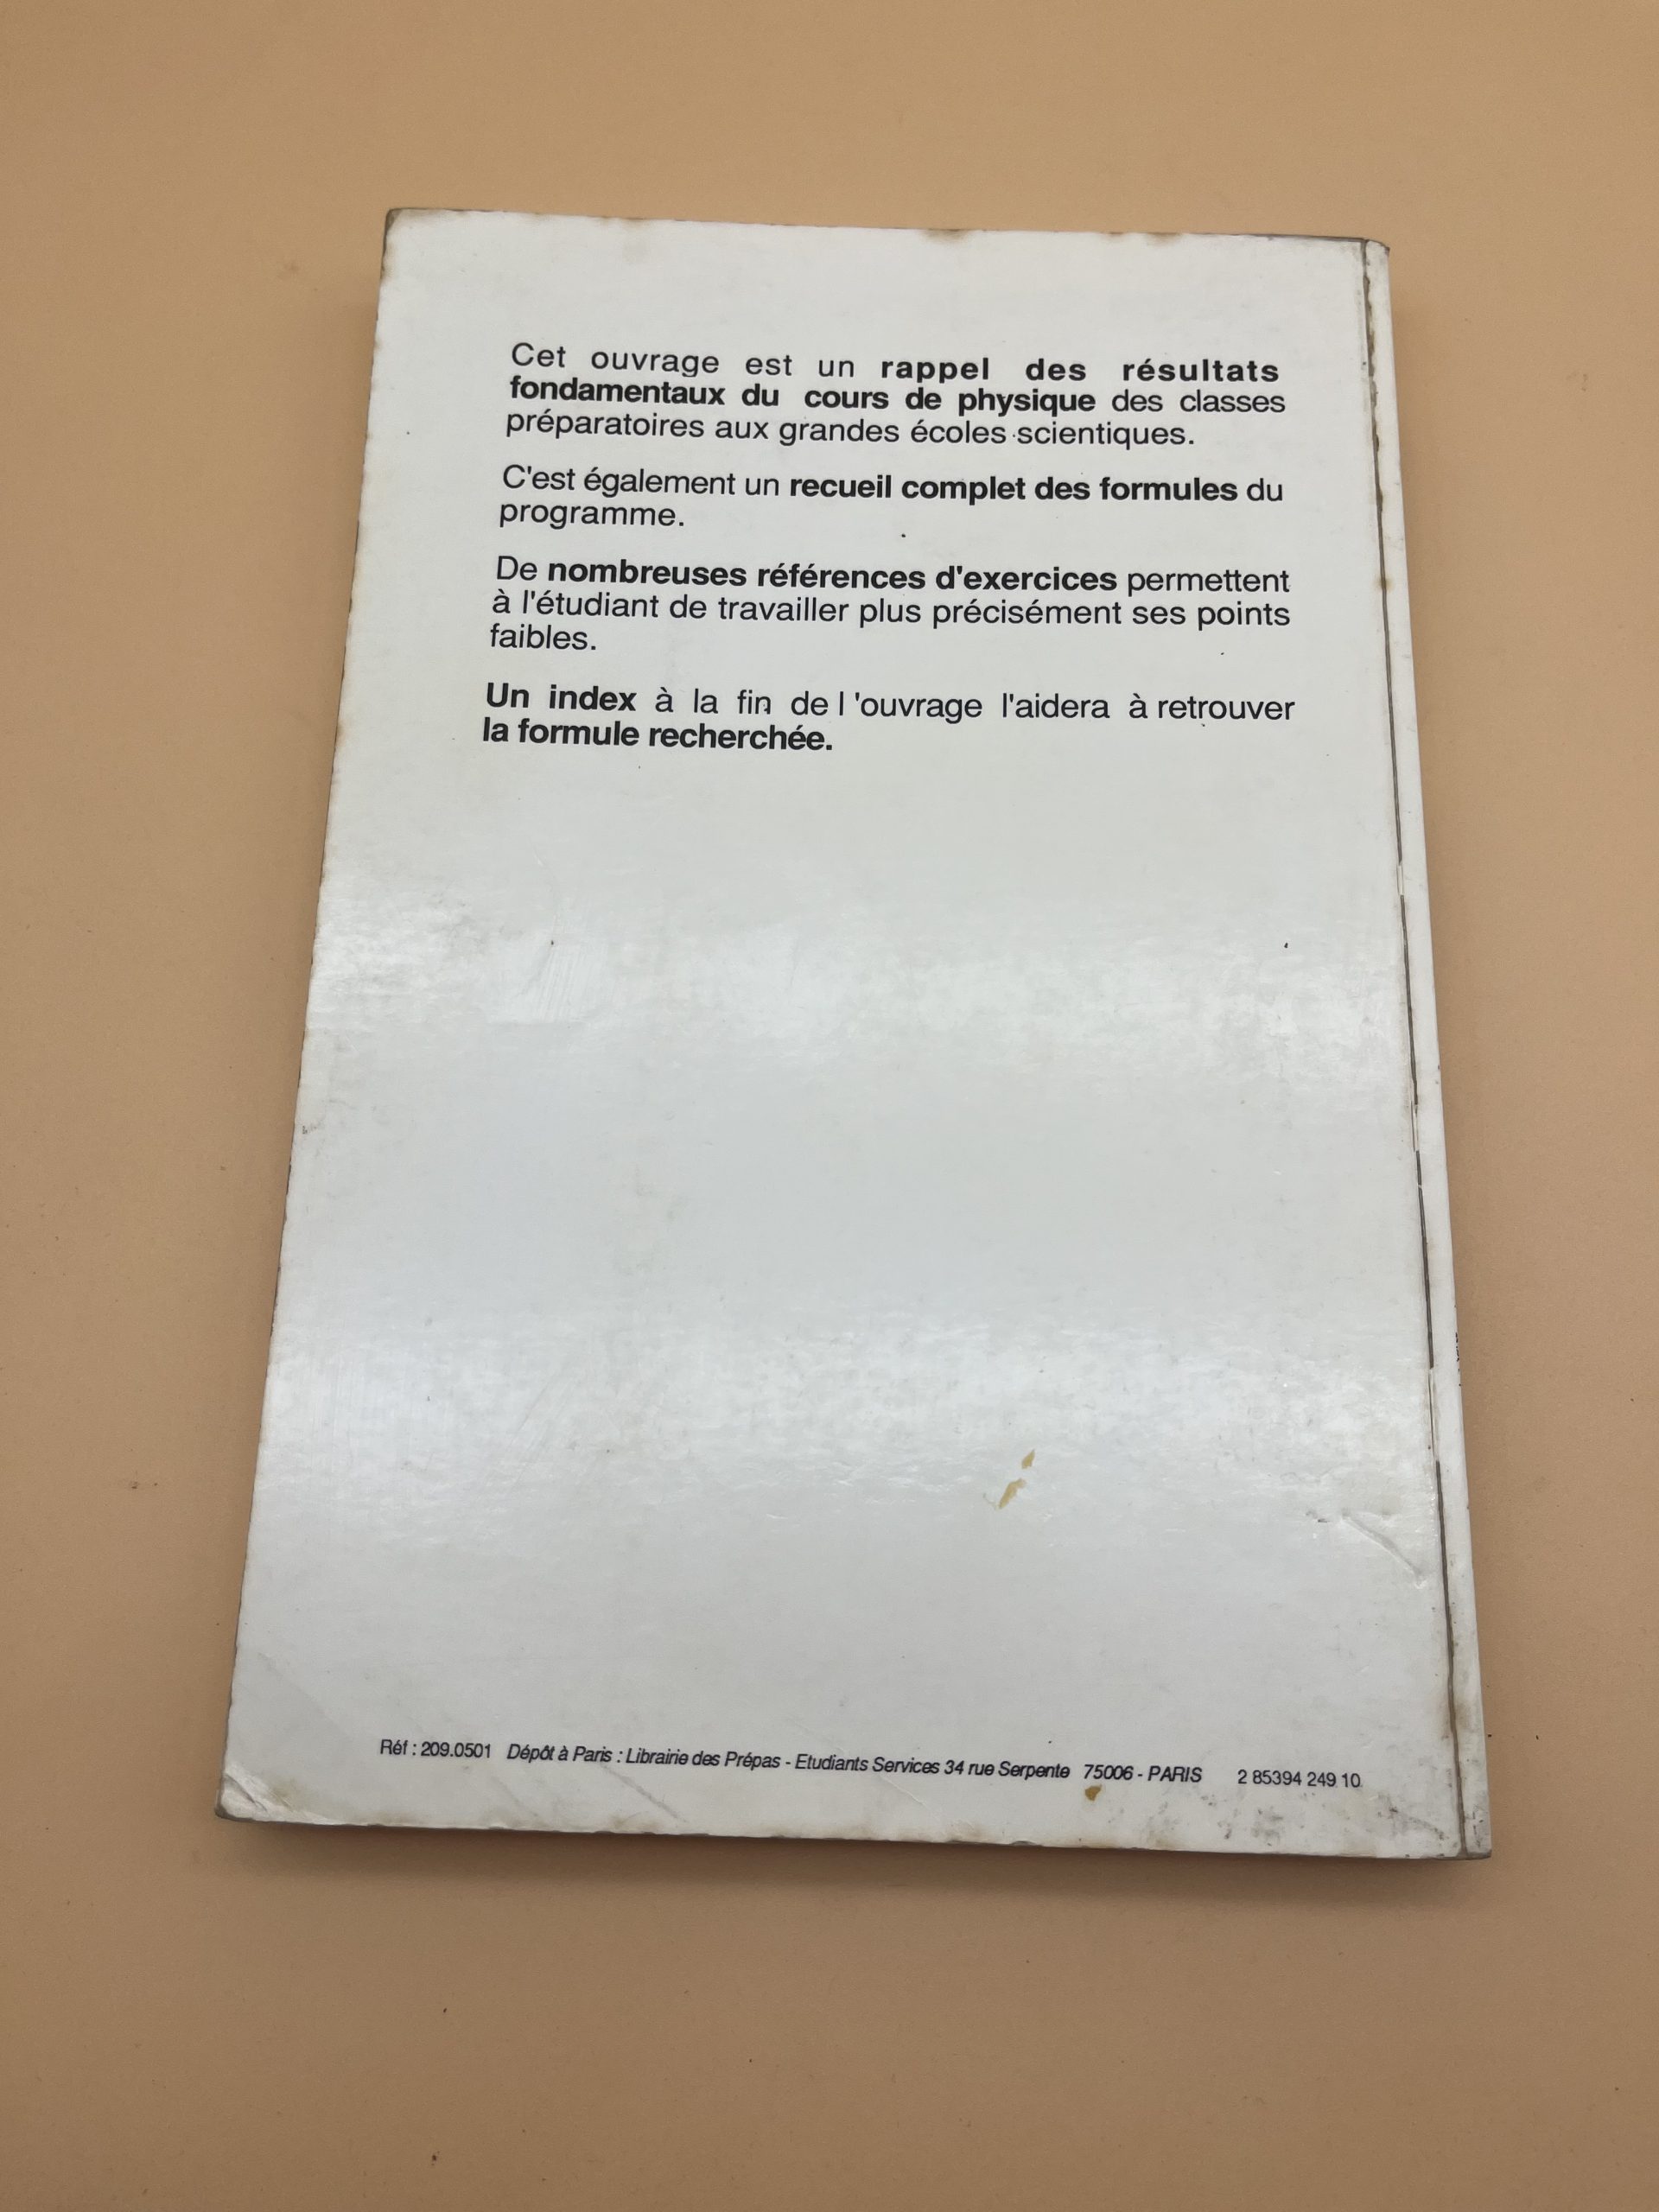 Cet ouvrage est un rappel des résultats
fondamentaux du cours de physique des classes
préparatoires aux grandes écoles scientiques.
C'est également un recueil complet des formules du
programme.
De nombreuses références d'exercices permettent
à l'étudiant de travailler plus précisément ses points
faibles.
Un index à la fin de l 'ouvrage l'aidera à retrouver
la formule recherchée.
Réf : 209.0501 Dépôt à Paris : Librairie des Prépas - Etudiants Services 34 rue Serpente 75006 - PARIS 2 85394 249 10